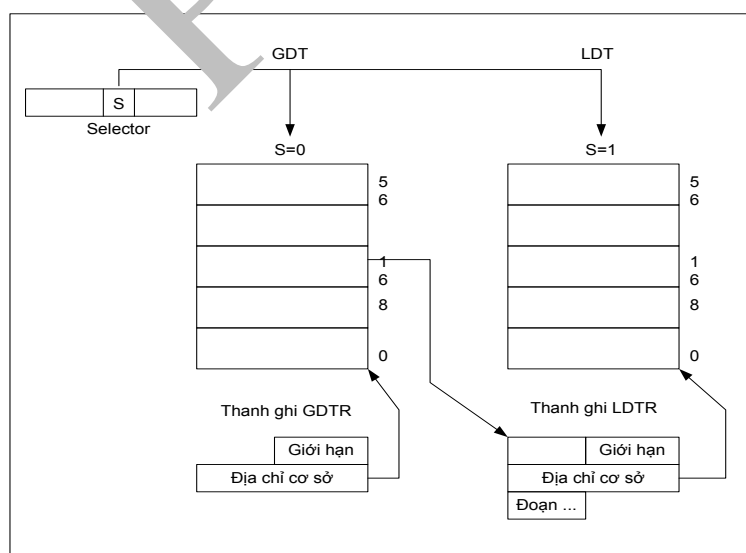 GDT
LDT
S
Selector
S=0
S=1
5
6
1
6
8
0
5
6
1
6
8
0
Thanh ghi GDTR
Thanh ghi LDTR
Giới hạn
Địa chỉ cơ sở
Giới hạn
Địa chỉ cơ sở
Đoạn ...